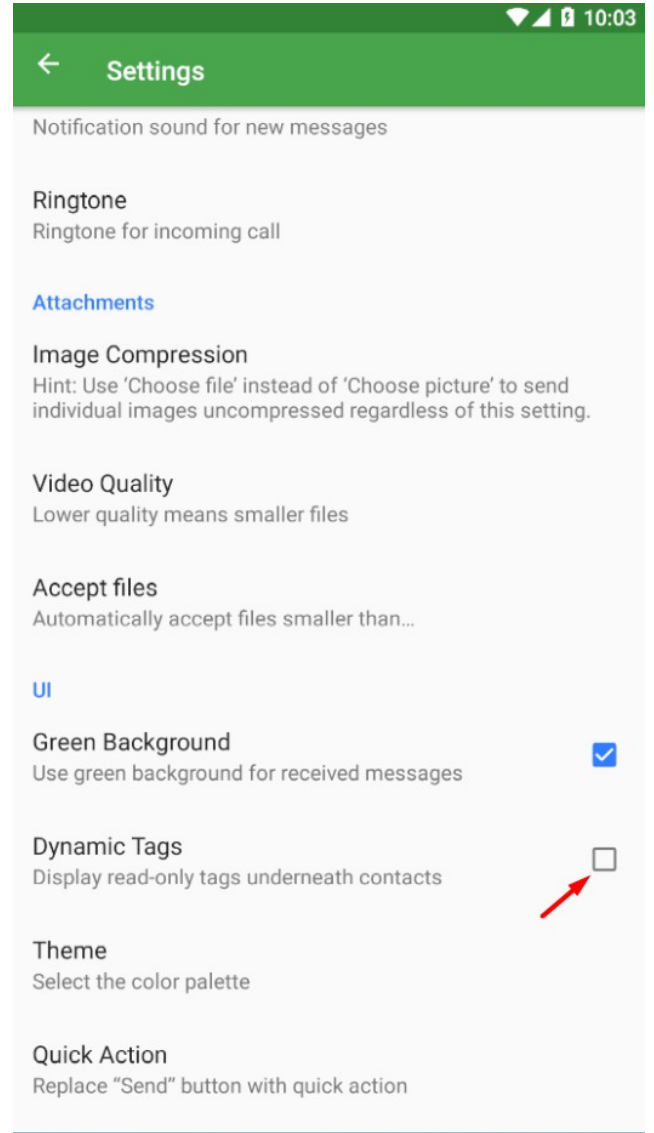 10:03
Settings
Notification sound for new messages
Ringtone
Ringtone for incoming call
Attachments
Image Compression
Hint: Use ‘Choose file’ instead of ‘Choose picture’ to send
individual images uncompressed regardless of this setting.
Video Quality
Lower quality means smaller files
Accept files
Automatically accept files smaller than…
UI
Green Background
Use green background for received messages
Dynamic Tags
Display read-only tags underneath contacts
Theme
Select the color palette
Quick Action
Replace “Send” button with quick action